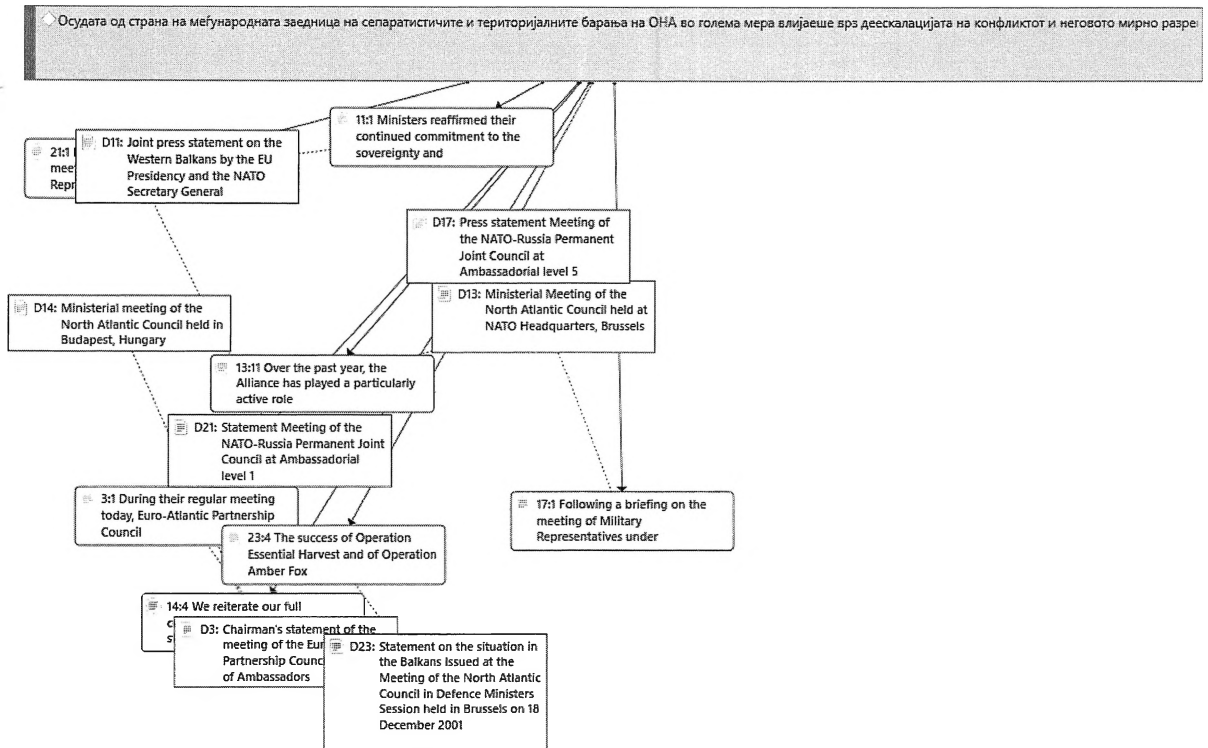 Осудата од страна на меѓународната заедница на сепаратистичите и територијалните барања на ОНА во голема мера влијаеше врз деескалацијата на конфликтот и неговото мирно
11:1 Ministers reaffirmed their
continued commitment to the
sovereignty and
D11: Joint press statement on the
Western Balkans by the EU
Presidency and the NATO
Secretary General
21:1
D17: Press statement Meeting of
the NATO-Russia Permanent
Joint Council at
Ambassadorial level 5
D13: Ministerial Meeting of the
North Atlantic Council held at
NATO Headquarters, Brussels
D14: Ministerial meeting of the
North Atlantic Council held in
Budapest, Hungary
13:11 Over the past year, the
Alliance has played a particularly
active role
D21: Statement Meeting of the
NATO-Russia Permanent Joint
Council at Ambassadorial
level 1
3:1 During their regular meeting
today, Euro-Atlantic Partnership
Council
17:1 Following a briefing on the
meeting of Military
Representatives under
23:4 The success of Operation
Essential Harvest and of Operation
Amber Fox
14:4 We reiterate our full
D3: Chairman's statement of the
meeting of the
Partnership
of Ambassadors
D23: Statement on the situation in
the Balkans Issued at the
Meeting of the North Atlantic
Council in Defence Ministers
Session held in Brussels on 18
December 2001